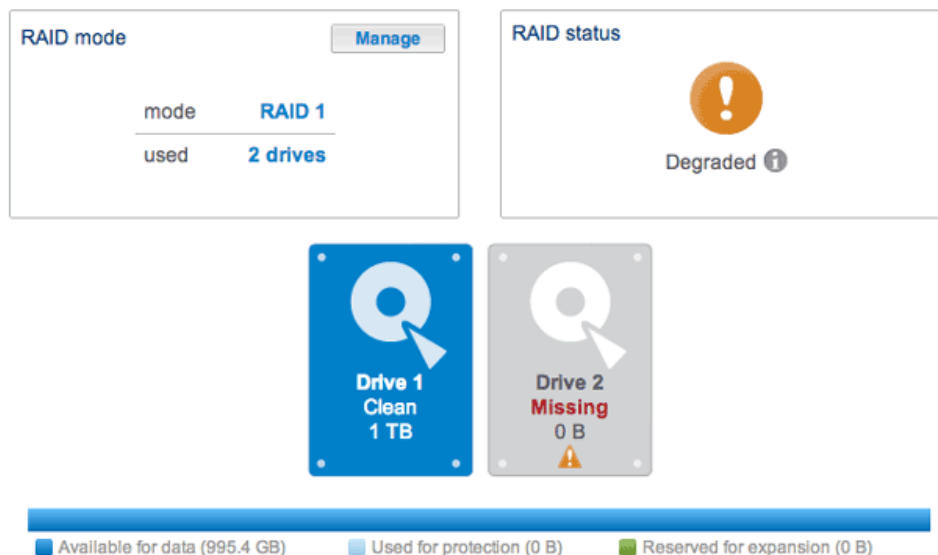 RAID mode
Manage
mode RAID 1
used 2 drives
RAID status
Degraded
Drive 1
Clean
1 TB
Drive 2
Missing
0 B
Available for data (995.4 GB) Used for protection (0 B) Reserved for expansion (0 B)